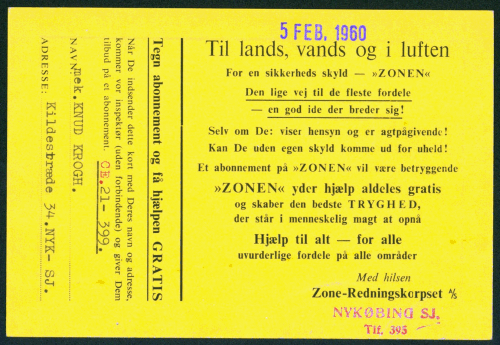 5 FEB. 1960
Til lands, vands og i luften
For en sikkerheds skyld — »ZONEN«
Den lige vej til de fleste fordele
— en god ide der breder sig!
Selv om De: viser hensyn og er agtpågivende!
Kan De uden egen skyld komme ud for uheld!
Et abonnement på »ZONEN« vil være betryggende
»ZONEN« yder hjælp aldeles gratis
og skaber den bedste TRYGHED,
der står i menneskelig magt at opnå
Hjælp til alt — for alle
uvurderlige fordele på alle områder
Med hilsen
Zone-Redningskorpset A/S
NYKØBING SJ.
Tlf. 395
Tegn abonnement og få hjælpen GRATIS
Når De indsender dette kort med Deres navn og adresse,
kommer vor inspektør (uden forbindende) og giver Dem
tilbud på et abonnement. CE.21-399.
NAVN: mek. KNUD KROGH.
ADRESSE: Kildestræde 34. NYK- SJ.